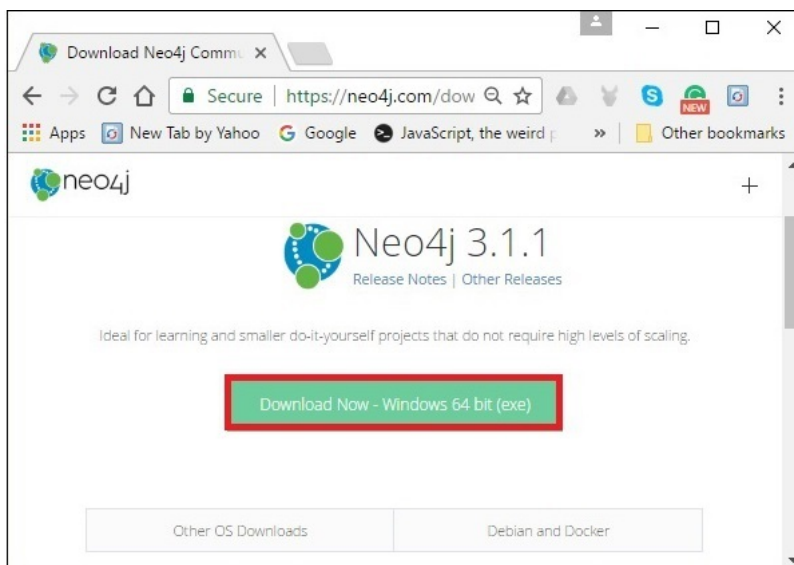 Download Neo4j Commu
Secure | https://neo4j.com/dow
NEW
Apps New Tab by Yahoo Google JavaScript, the weird p » Other bookmarks
neo4j
Neo4j 3.1.1
Release Notes | Other Releases
Ideal for learning and smaller do-it-yourself projects that do not require high levels of scaling.
Download Now - Windows 64 bit (exe)
Other OS Downloads
Debian and Docker